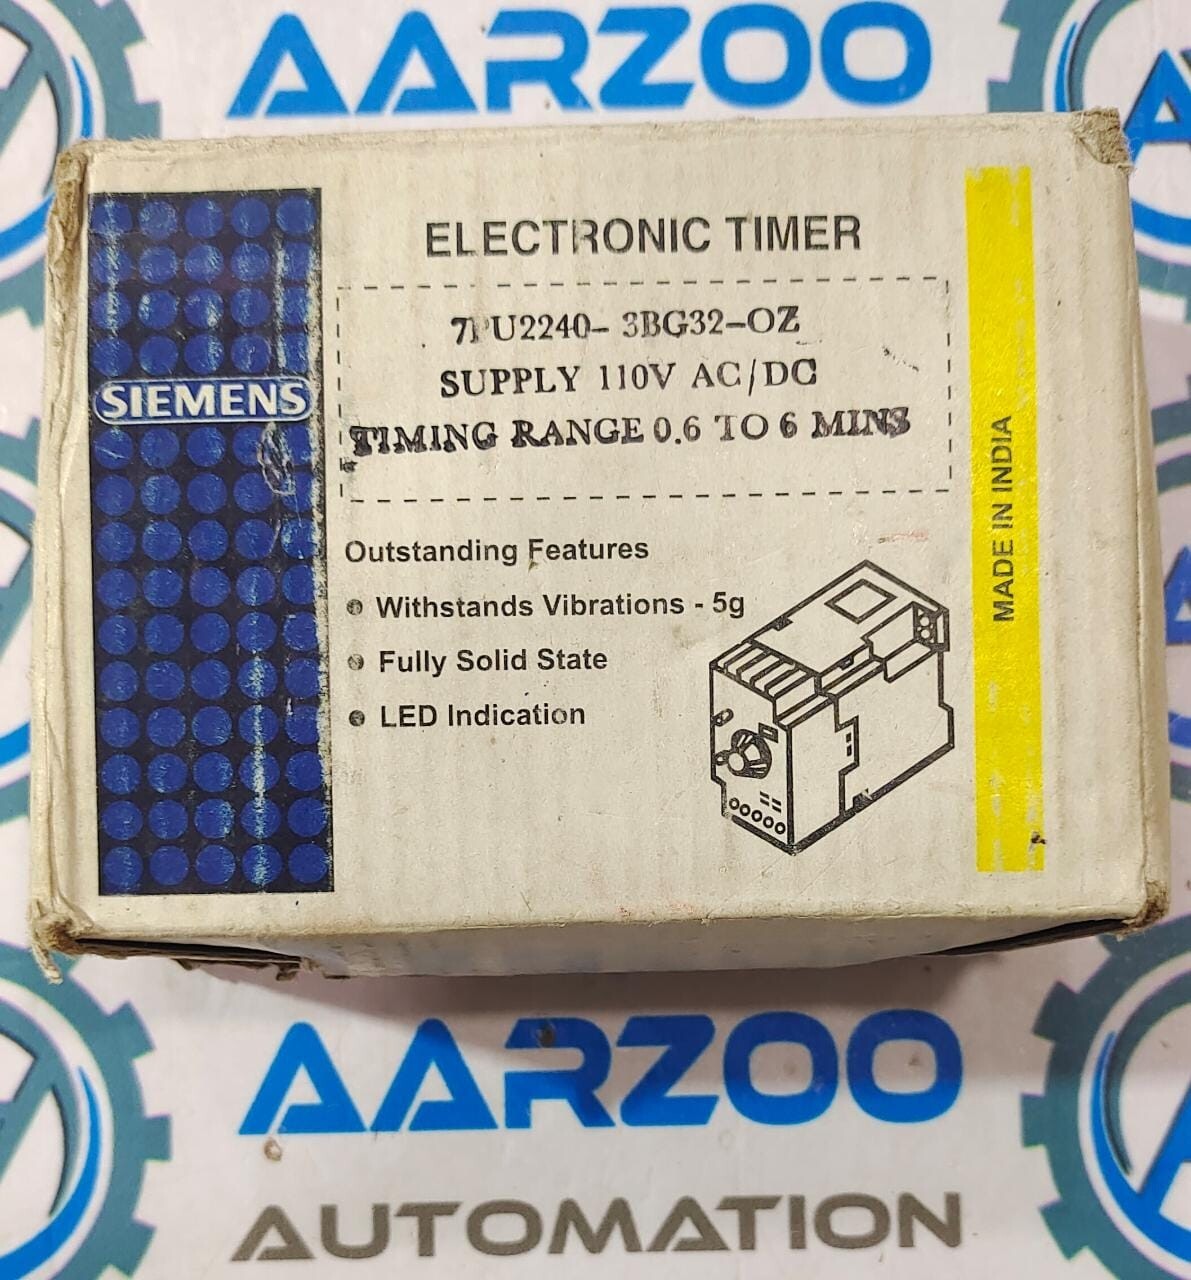 AARZOO
ELECTRONIC TIMER
7PU2240- 3BG32-OZ
SUPPLY 110V AC/DC
TIMING RANGE 0.6 TO 6 MINS
SIEMENS
Outstanding Features
Withstands Vibrations - 5g
Fully Solid State
LED Indication
MADE IN INDIA
AARZOO
AUTOMATION